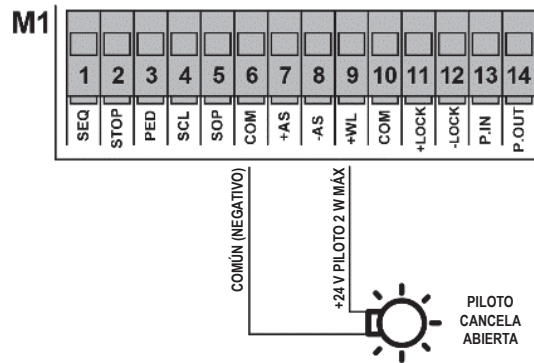 M1
1 2 3 4 5 6 7 8 9 10 11 12 13 14
SEQ
STOP
PED
SCL
SOP
COM
+AS
-AS
+WL
COM
+LOCK
-LOCK
P.IN
P.OUT
COMÚN (NEGATIVO)
+24 V PILOTO 2 W MÁX
PILOTO
CANCELA
ABIERTA